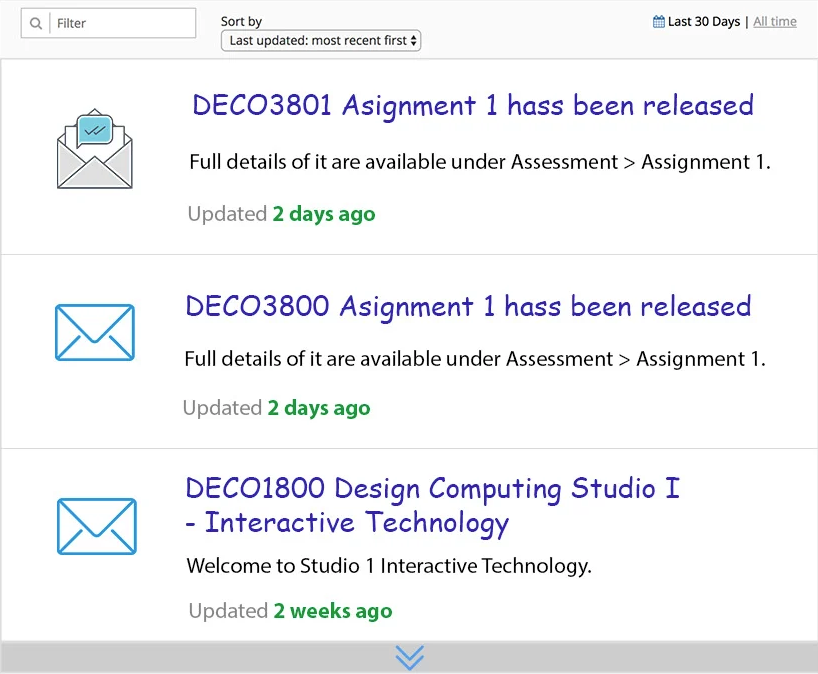 Filter
Sort by
Last updated: most recent first
Last 30 Days | All time
DECO3801 Asignment 1 hass been released
Full details of it are available under Assessment > Assignment 1.
Updated 2 days ago
DECO3800 Asignment 1 hass been released
Full details of it are available under Assessment > Assignment 1.
Updated 2 days ago
DECO1800 Design Computing Studio I
- Interactive Technology
Welcome to Studio 1 Interactive Technology.
Updated 2 weeks ago